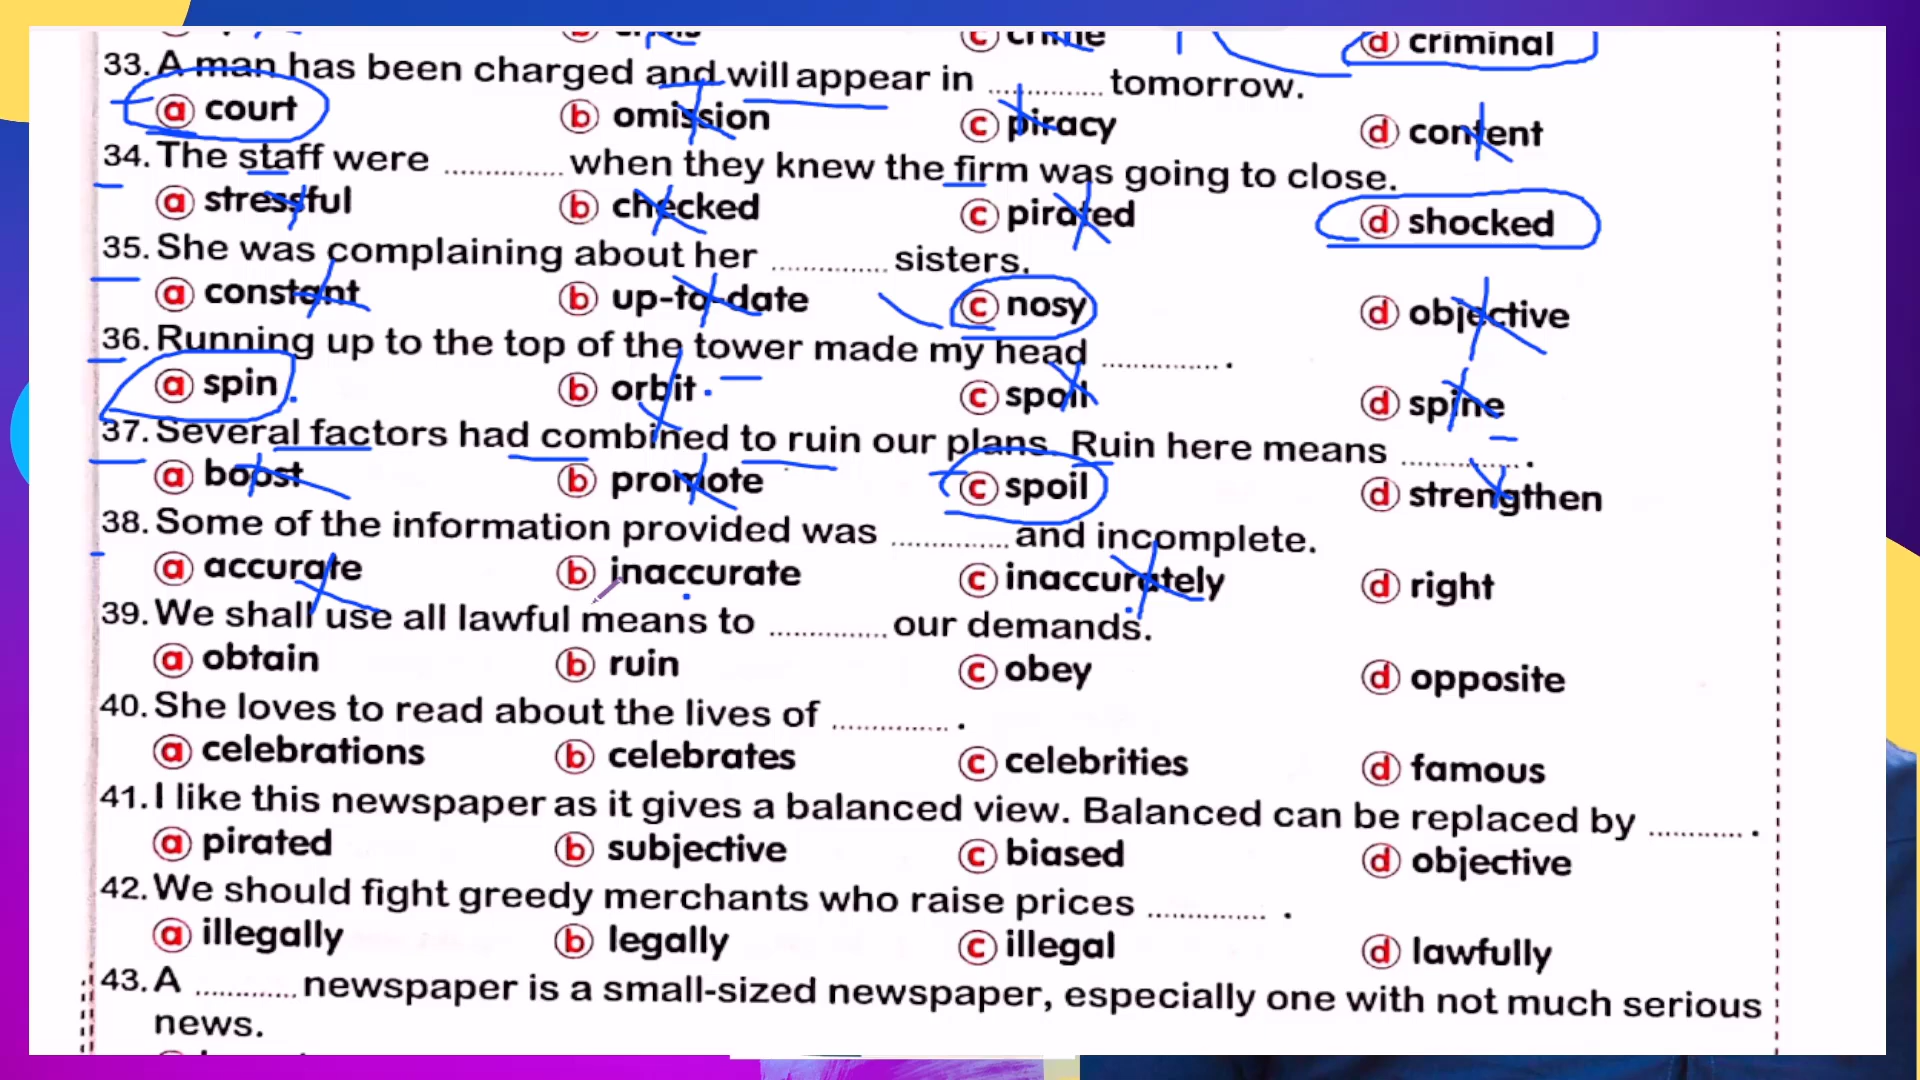 d criminal
33. A man has been charged and will appear in ............ tomorrow.
a court b omission c piracy d content
34. The staff were ............ when they knew the firm was going to close.
a stressful b checked c pirated d shocked
35. She was complaining about her ............ sisters.
a constant b up-to-date c nosy d objective
36. Running up to the top of the tower made my head ............ .
a spin b orbit c spoil d spine
37. Several factors had combined to ruin our plans. Ruin here means ............ .
a boost b promote c spoil d strengthen
38. Some of the information provided was ............ and incomplete.
a accurate b inaccurate c inaccurately d right
39. We shall use all lawful means to ............ our demands.
a obtain b ruin c obey d opposite
40. She loves to read about the lives of ............ .
a celebrations b celebrates c celebrities d famous
41. I like this newspaper as it gives a balanced view. Balanced can be replaced by ............ .
a pirated b subjective c biased d objective
42. We should fight greedy merchants who raise prices ............ .
a illegally b legally c illegal d lawfully
43. A ............ newspaper is a small-sized newspaper, especially one with not much serious
news.